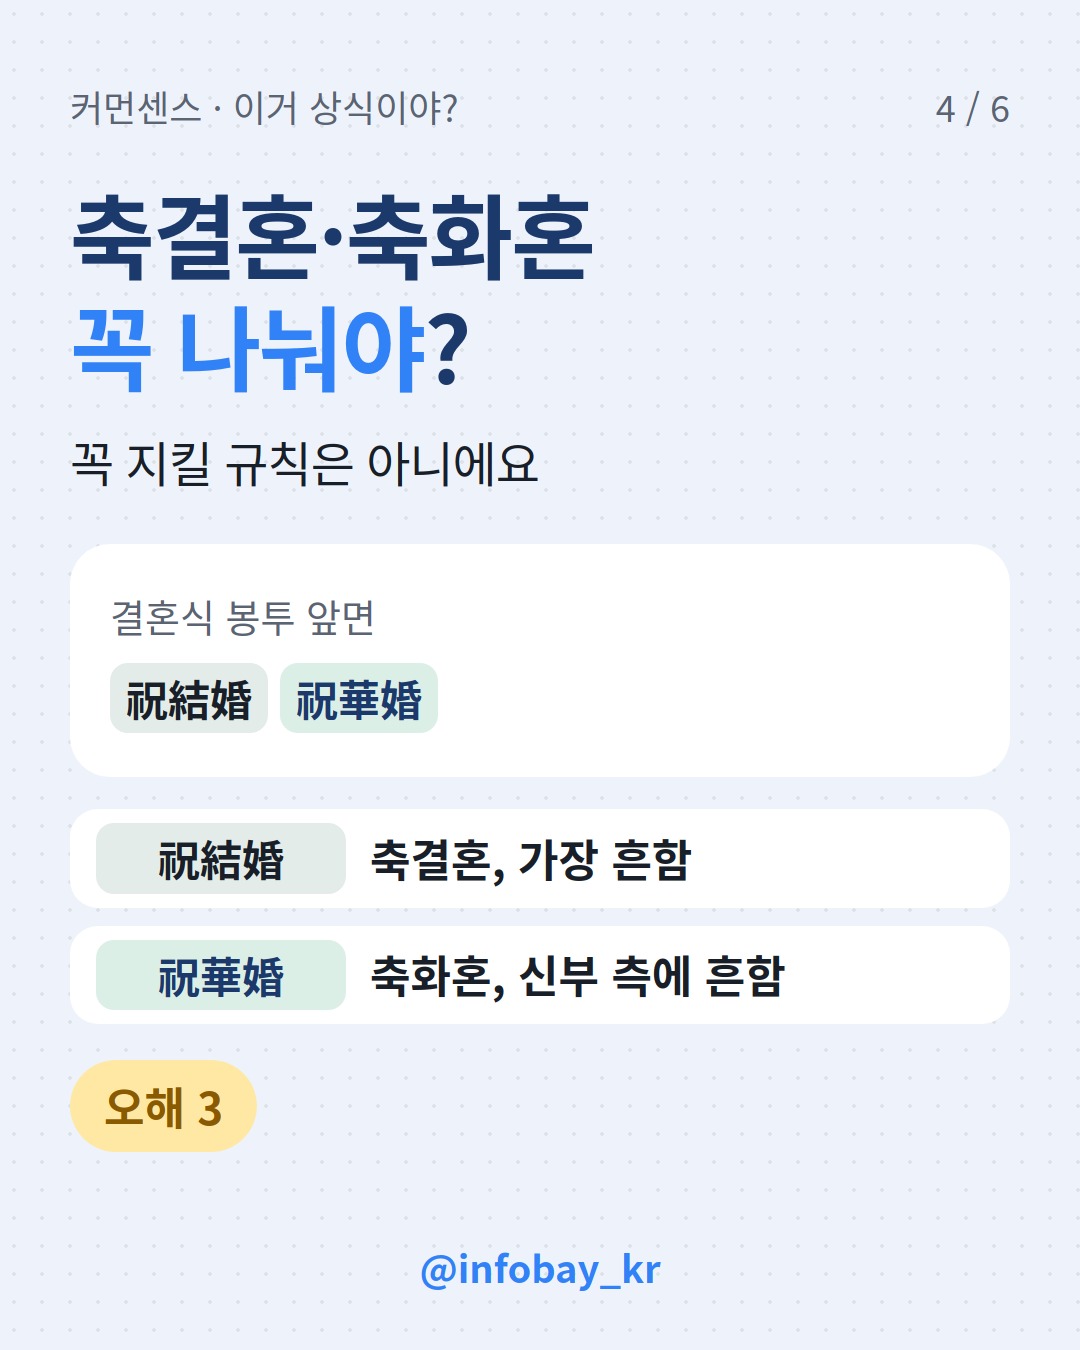 커먼센스 · 이거 상식이야?
4 / 6
축결혼·축화혼
꼭 나눠야?
꼭 지킬 규칙은 아니에요
결혼식 봉투 앞면
祝結婚 祝華婚
祝結婚 축결혼, 가장 흔함
祝華婚 축화혼, 신부 측에 흔함
오해 3
@infobay_kr